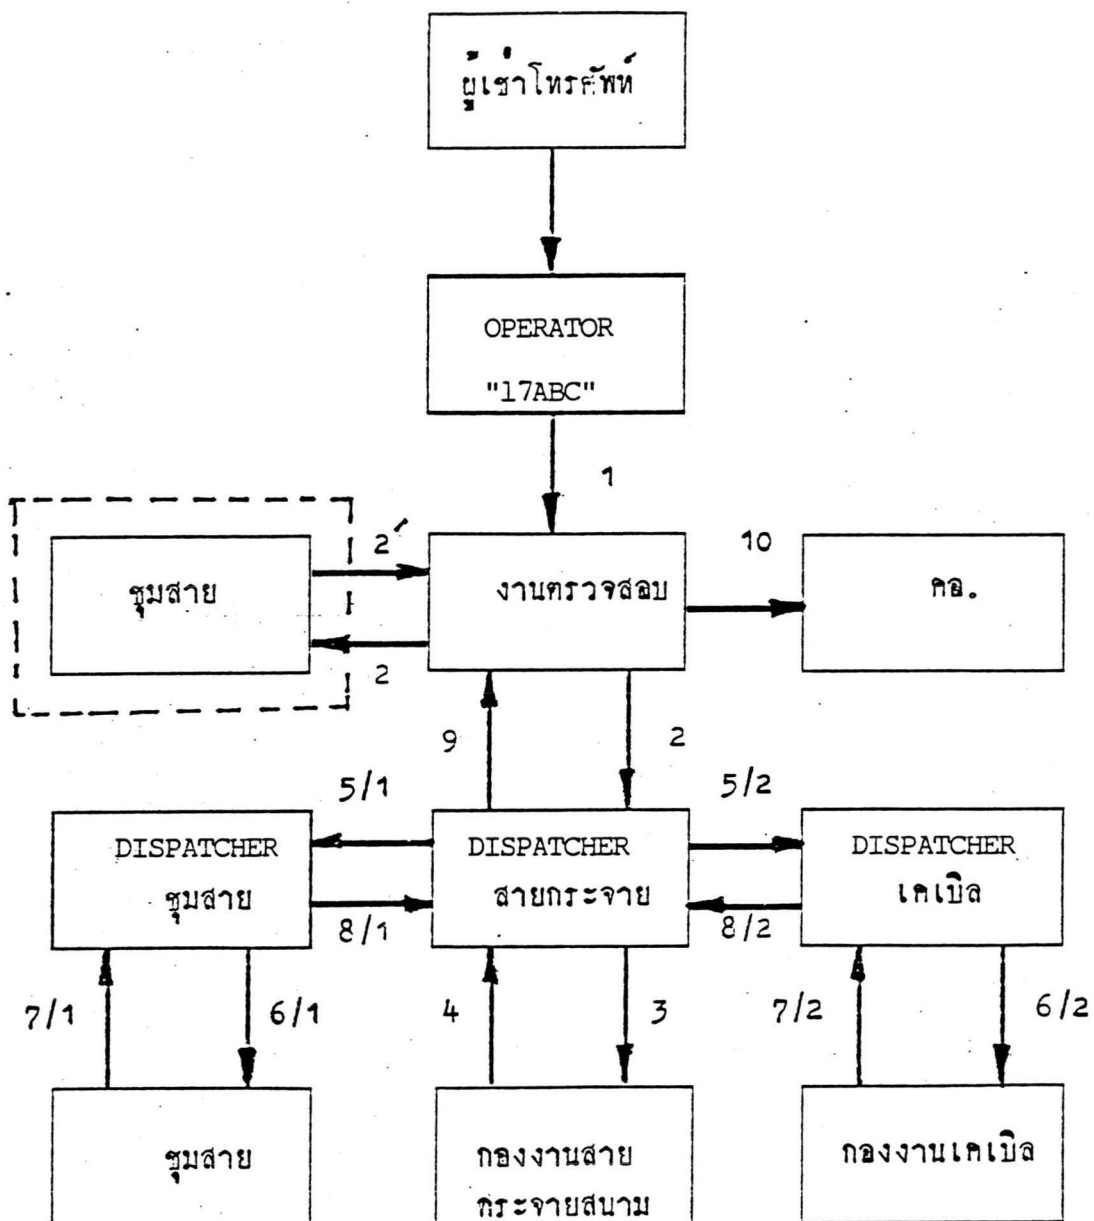 ผู้เช่าโทรศัพท์
OPERATOR
"17ABC"
1
2'
10
ชุมสาย
งานตรวจสอบ
ตอ.
2
9
2
5/1
5/2
DISPATCHER
ชุมสาย
DISPATCHER
สายกระจาย
DISPATCHER
เคเบิล
8/1
8/2
7/1
6/1
4
3
7/2
6/2
ชุมสาย
กองงานสาย
กระจายสนาม
กองงานเคเบิล